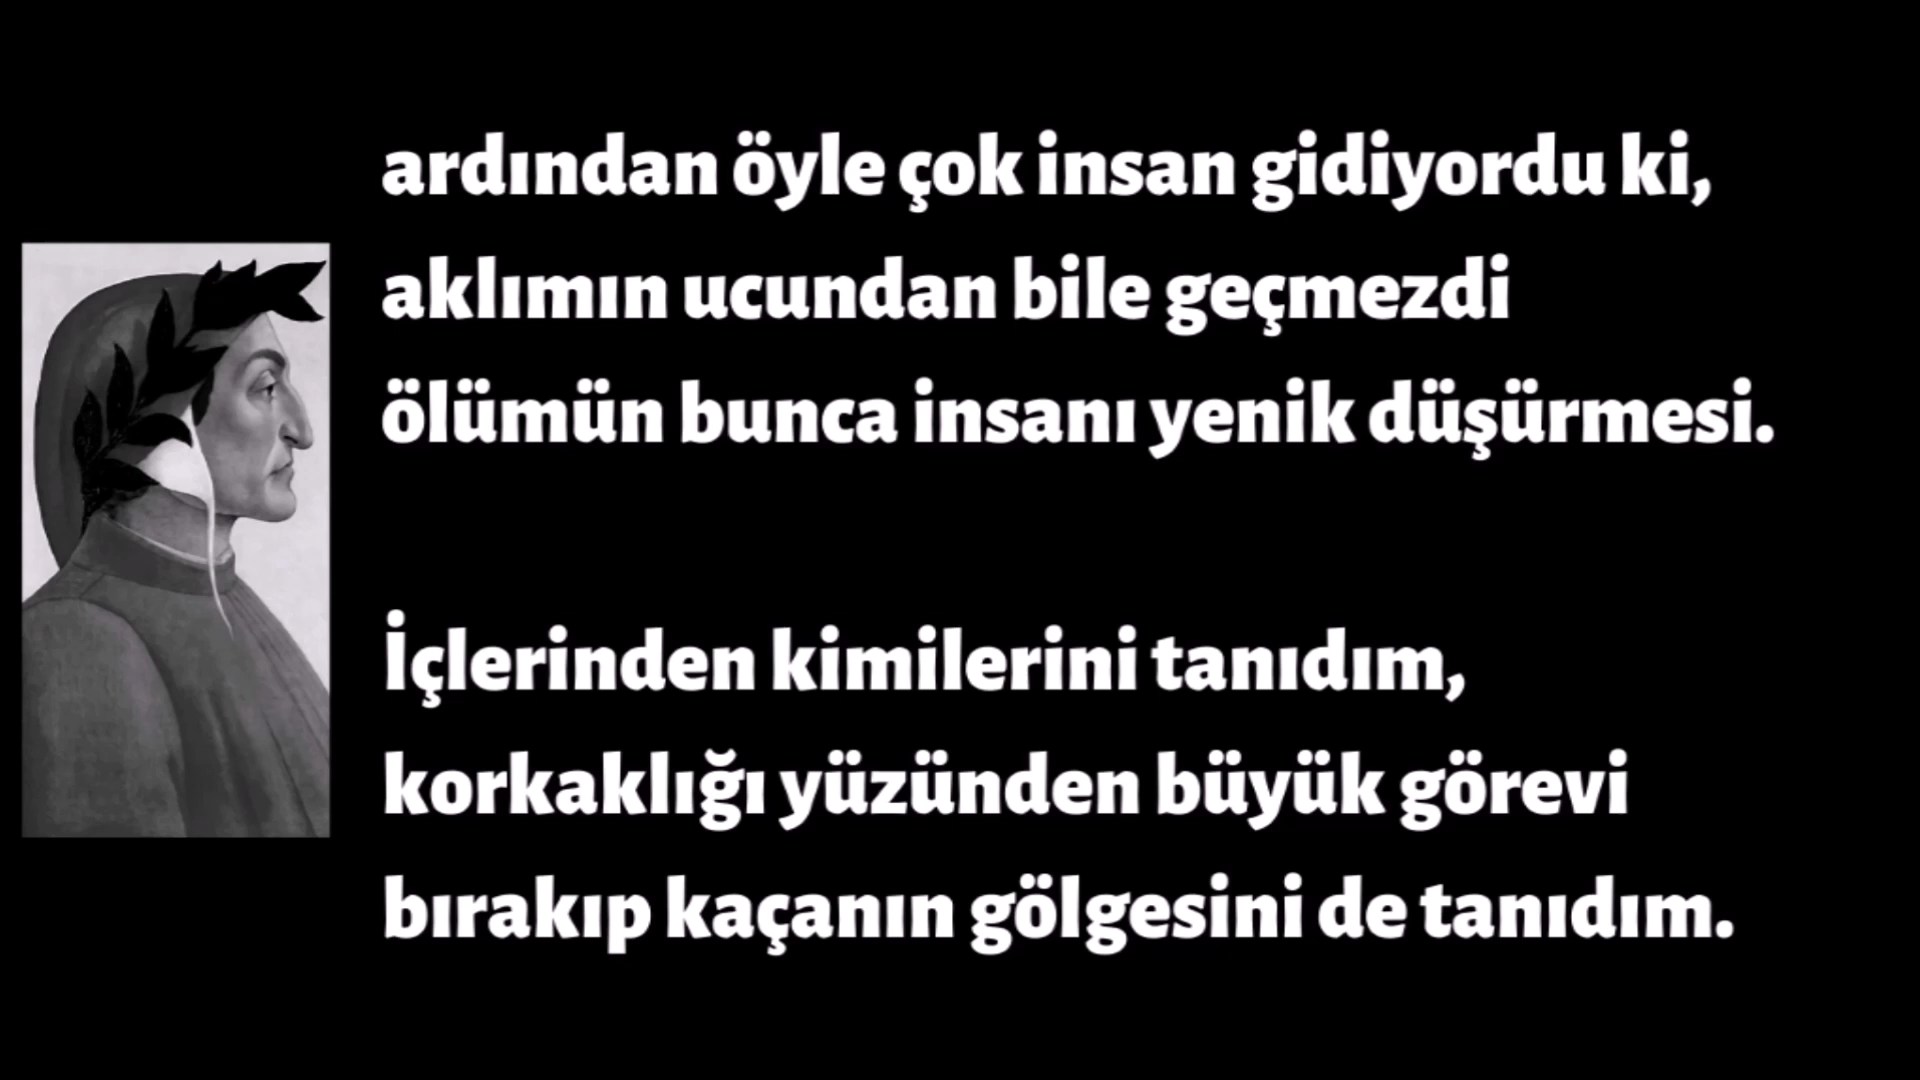 ardından öyle çok insan gidiyordu ki,
aklımın ucundan bile geçmezdi
ölümün bunca insanı yenik düşürmesi.
İçlerinden kimilerini tanıdım,
korkaklığı yüzünden büyük görevi
bırakıp kaçanın gölgesini de tanıdım.